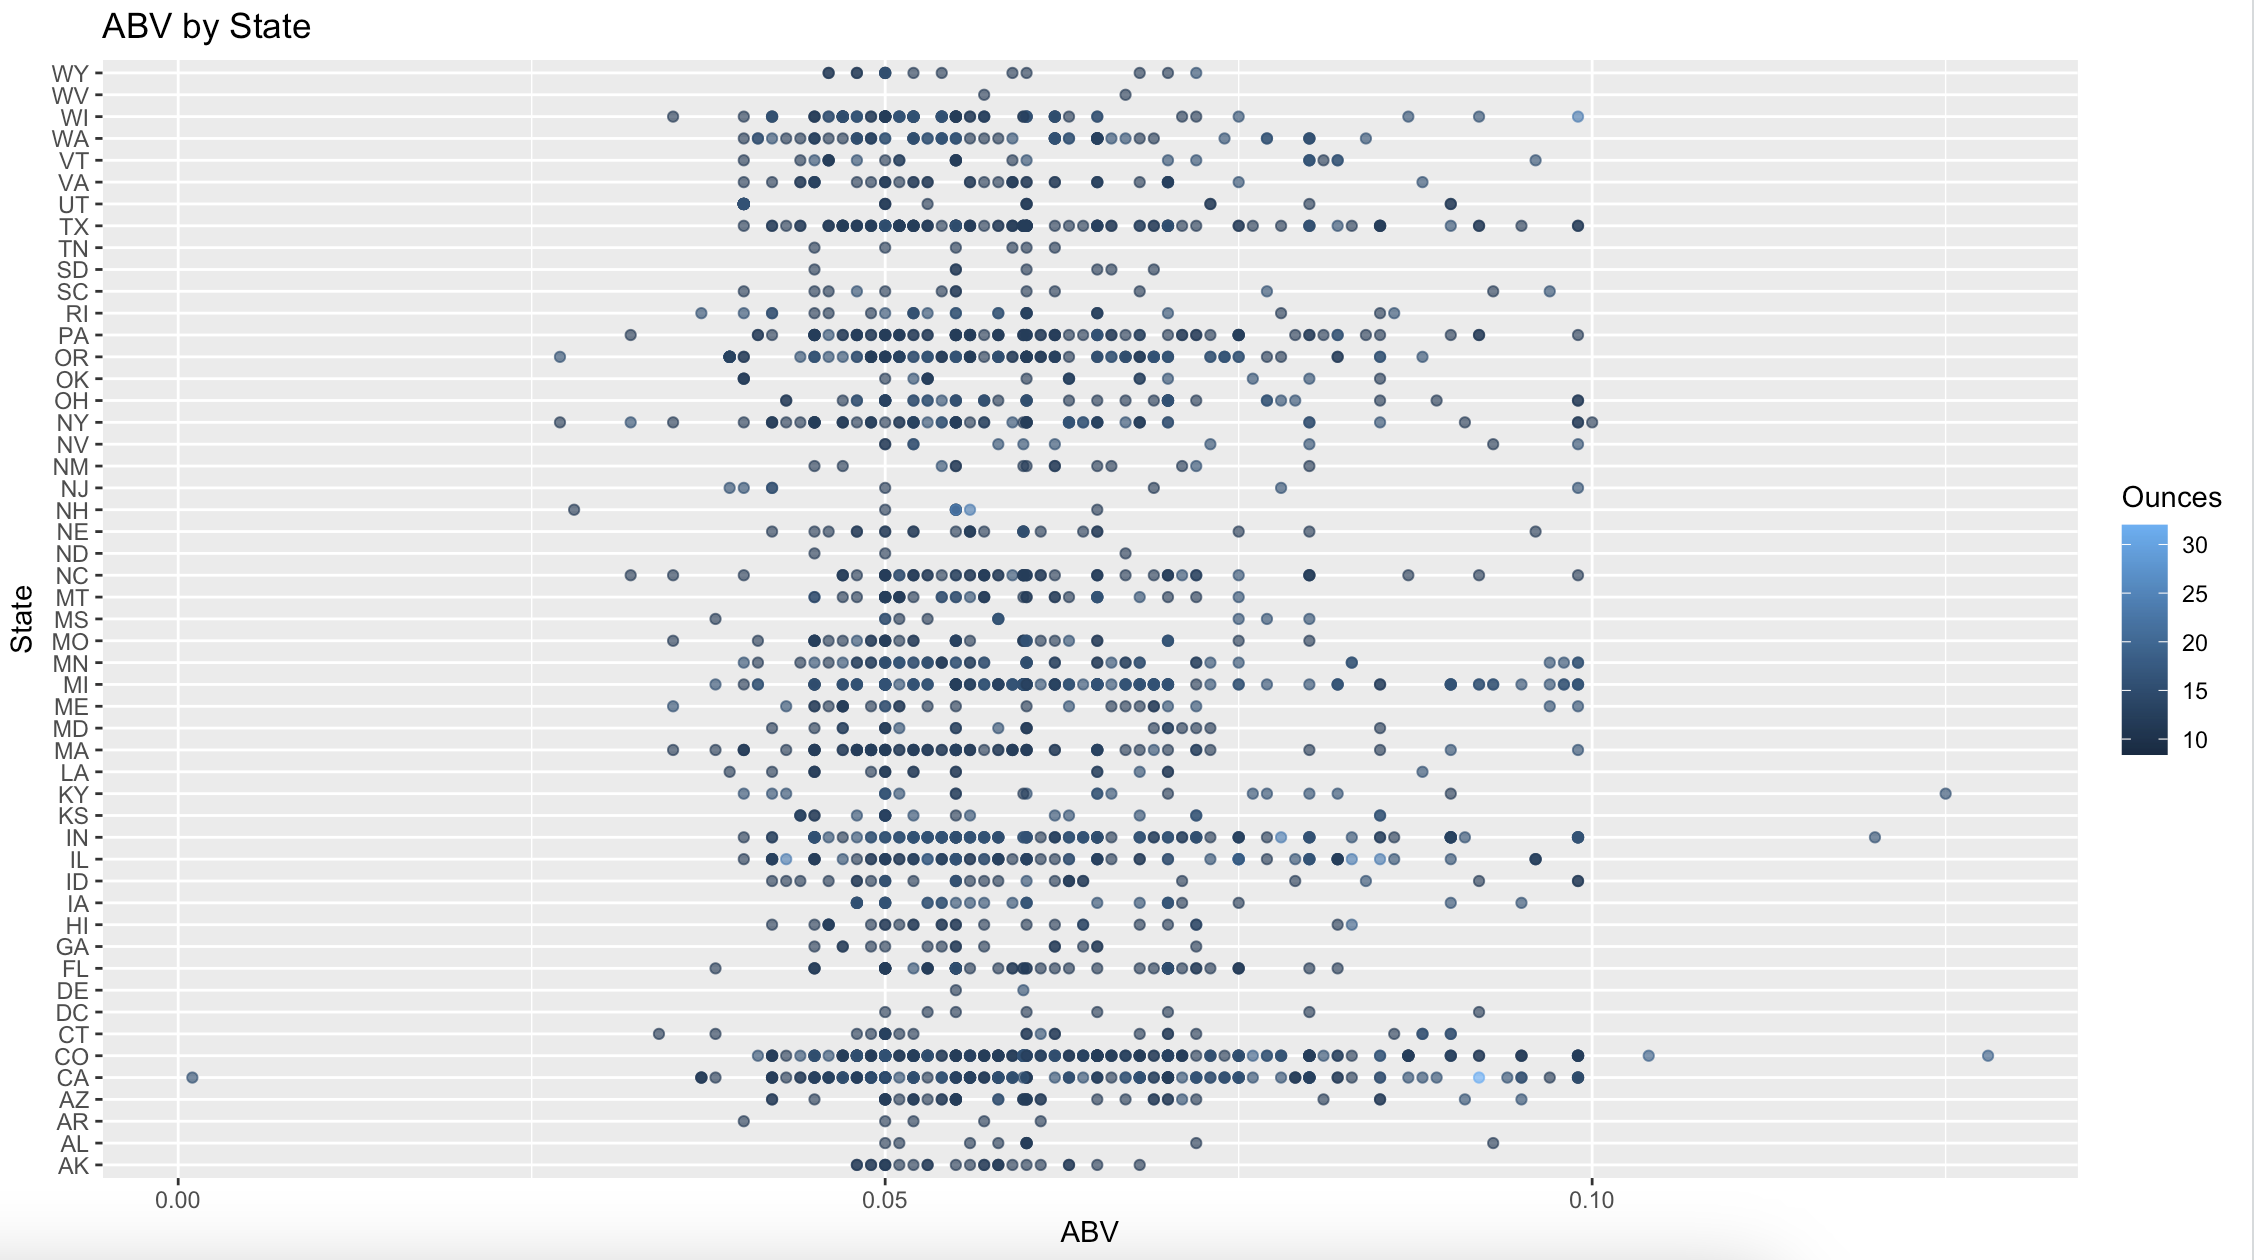 ABV by State
WY
WV
WI
WA
VT
VA
UT
TX
TN
SD
SC
RI
PA
OR
OK
OH
NY
NV
NM
NJ
NH
NE
ND
NC
MT
MS
MO
MN
MI
ME
MD
MA
LA
KY
KS
IN
IL
ID
IA
HI
GA
FL
DE
DC
CT
CO
CA
AZ
AR
AL
AK
State
0.00 0.05 0.10
ABV
Ounces
30
25
20
15
10